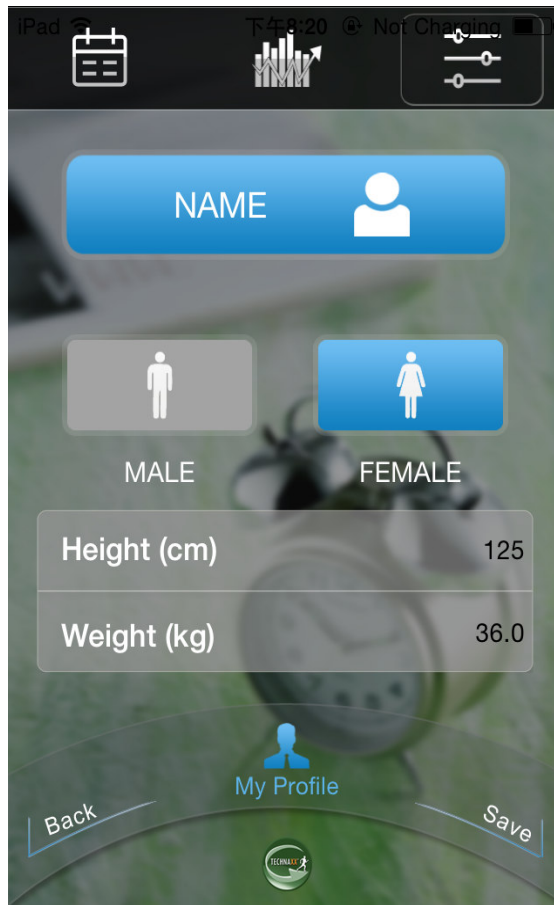 iPad 下午8:20 Not Charging
NAME
MALE FEMALE
Height (cm) 125
Weight (kg) 36.0
My Profile
Back Save
TECHNAXX